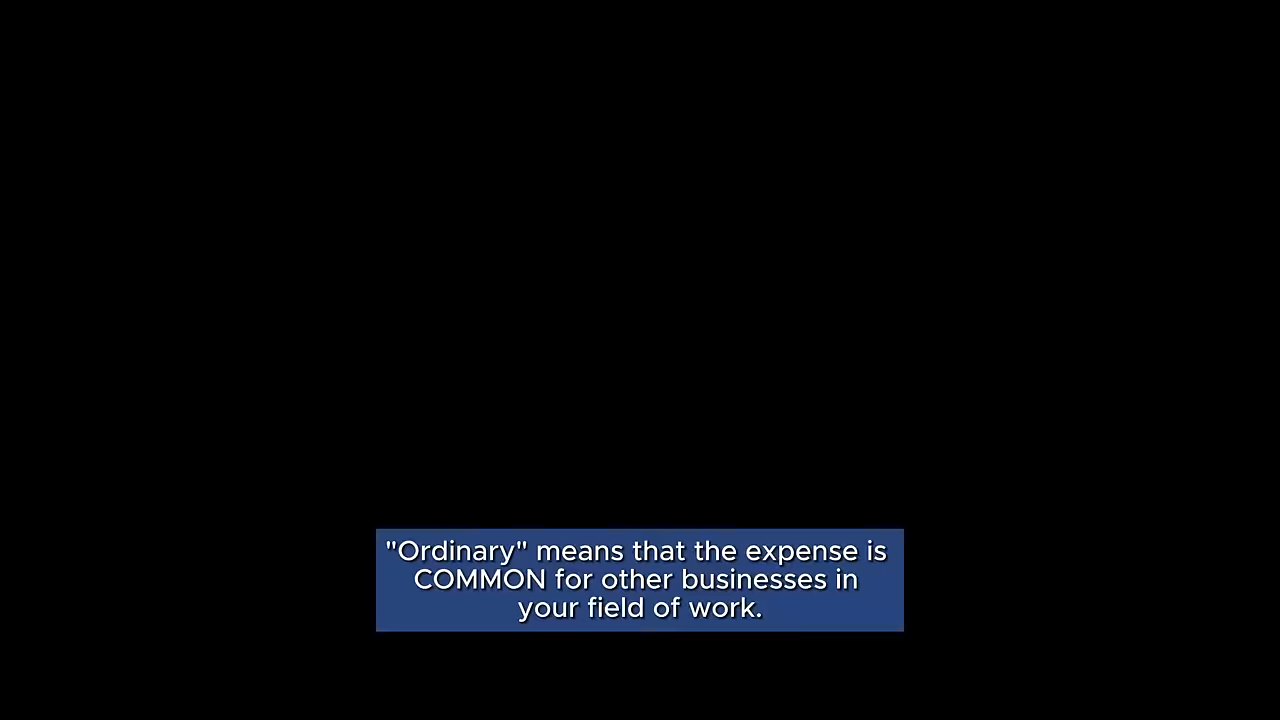 "Ordinary" means that the expense is
COMMON for other businesses in
your field of work.